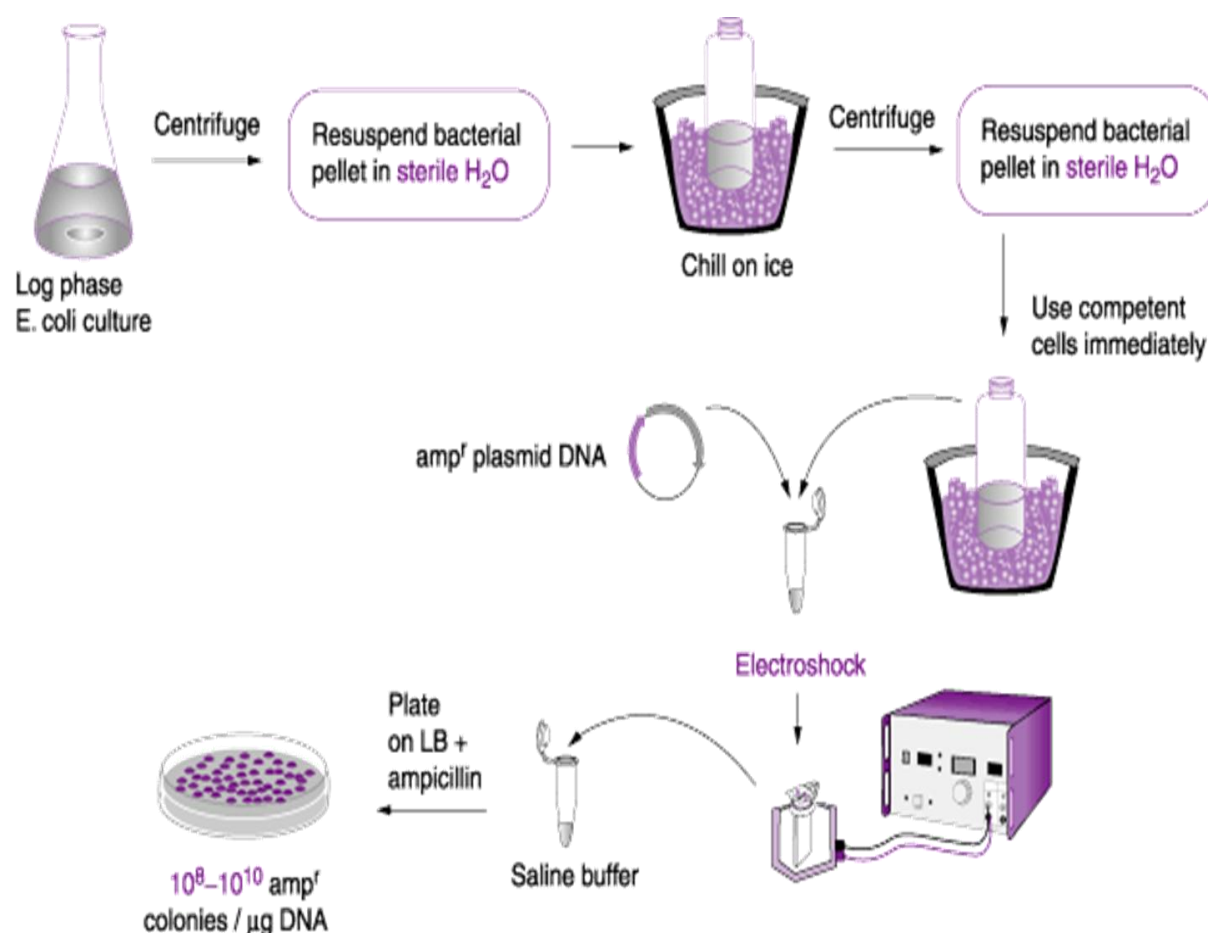 Centrifuge
Resuspend bacterial
pellet in sterile H₂O
Centrifuge
Resuspend bacterial
pellet in sterile H₂O
Log phase
E. coli culture
Chill on ice
Use competent
cells immediately
ampʳ plasmid DNA
Electroshock
Plate
on LB +
ampicillin
Saline buffer
10⁸–10¹⁰ ampʳ
colonies / μg DNA